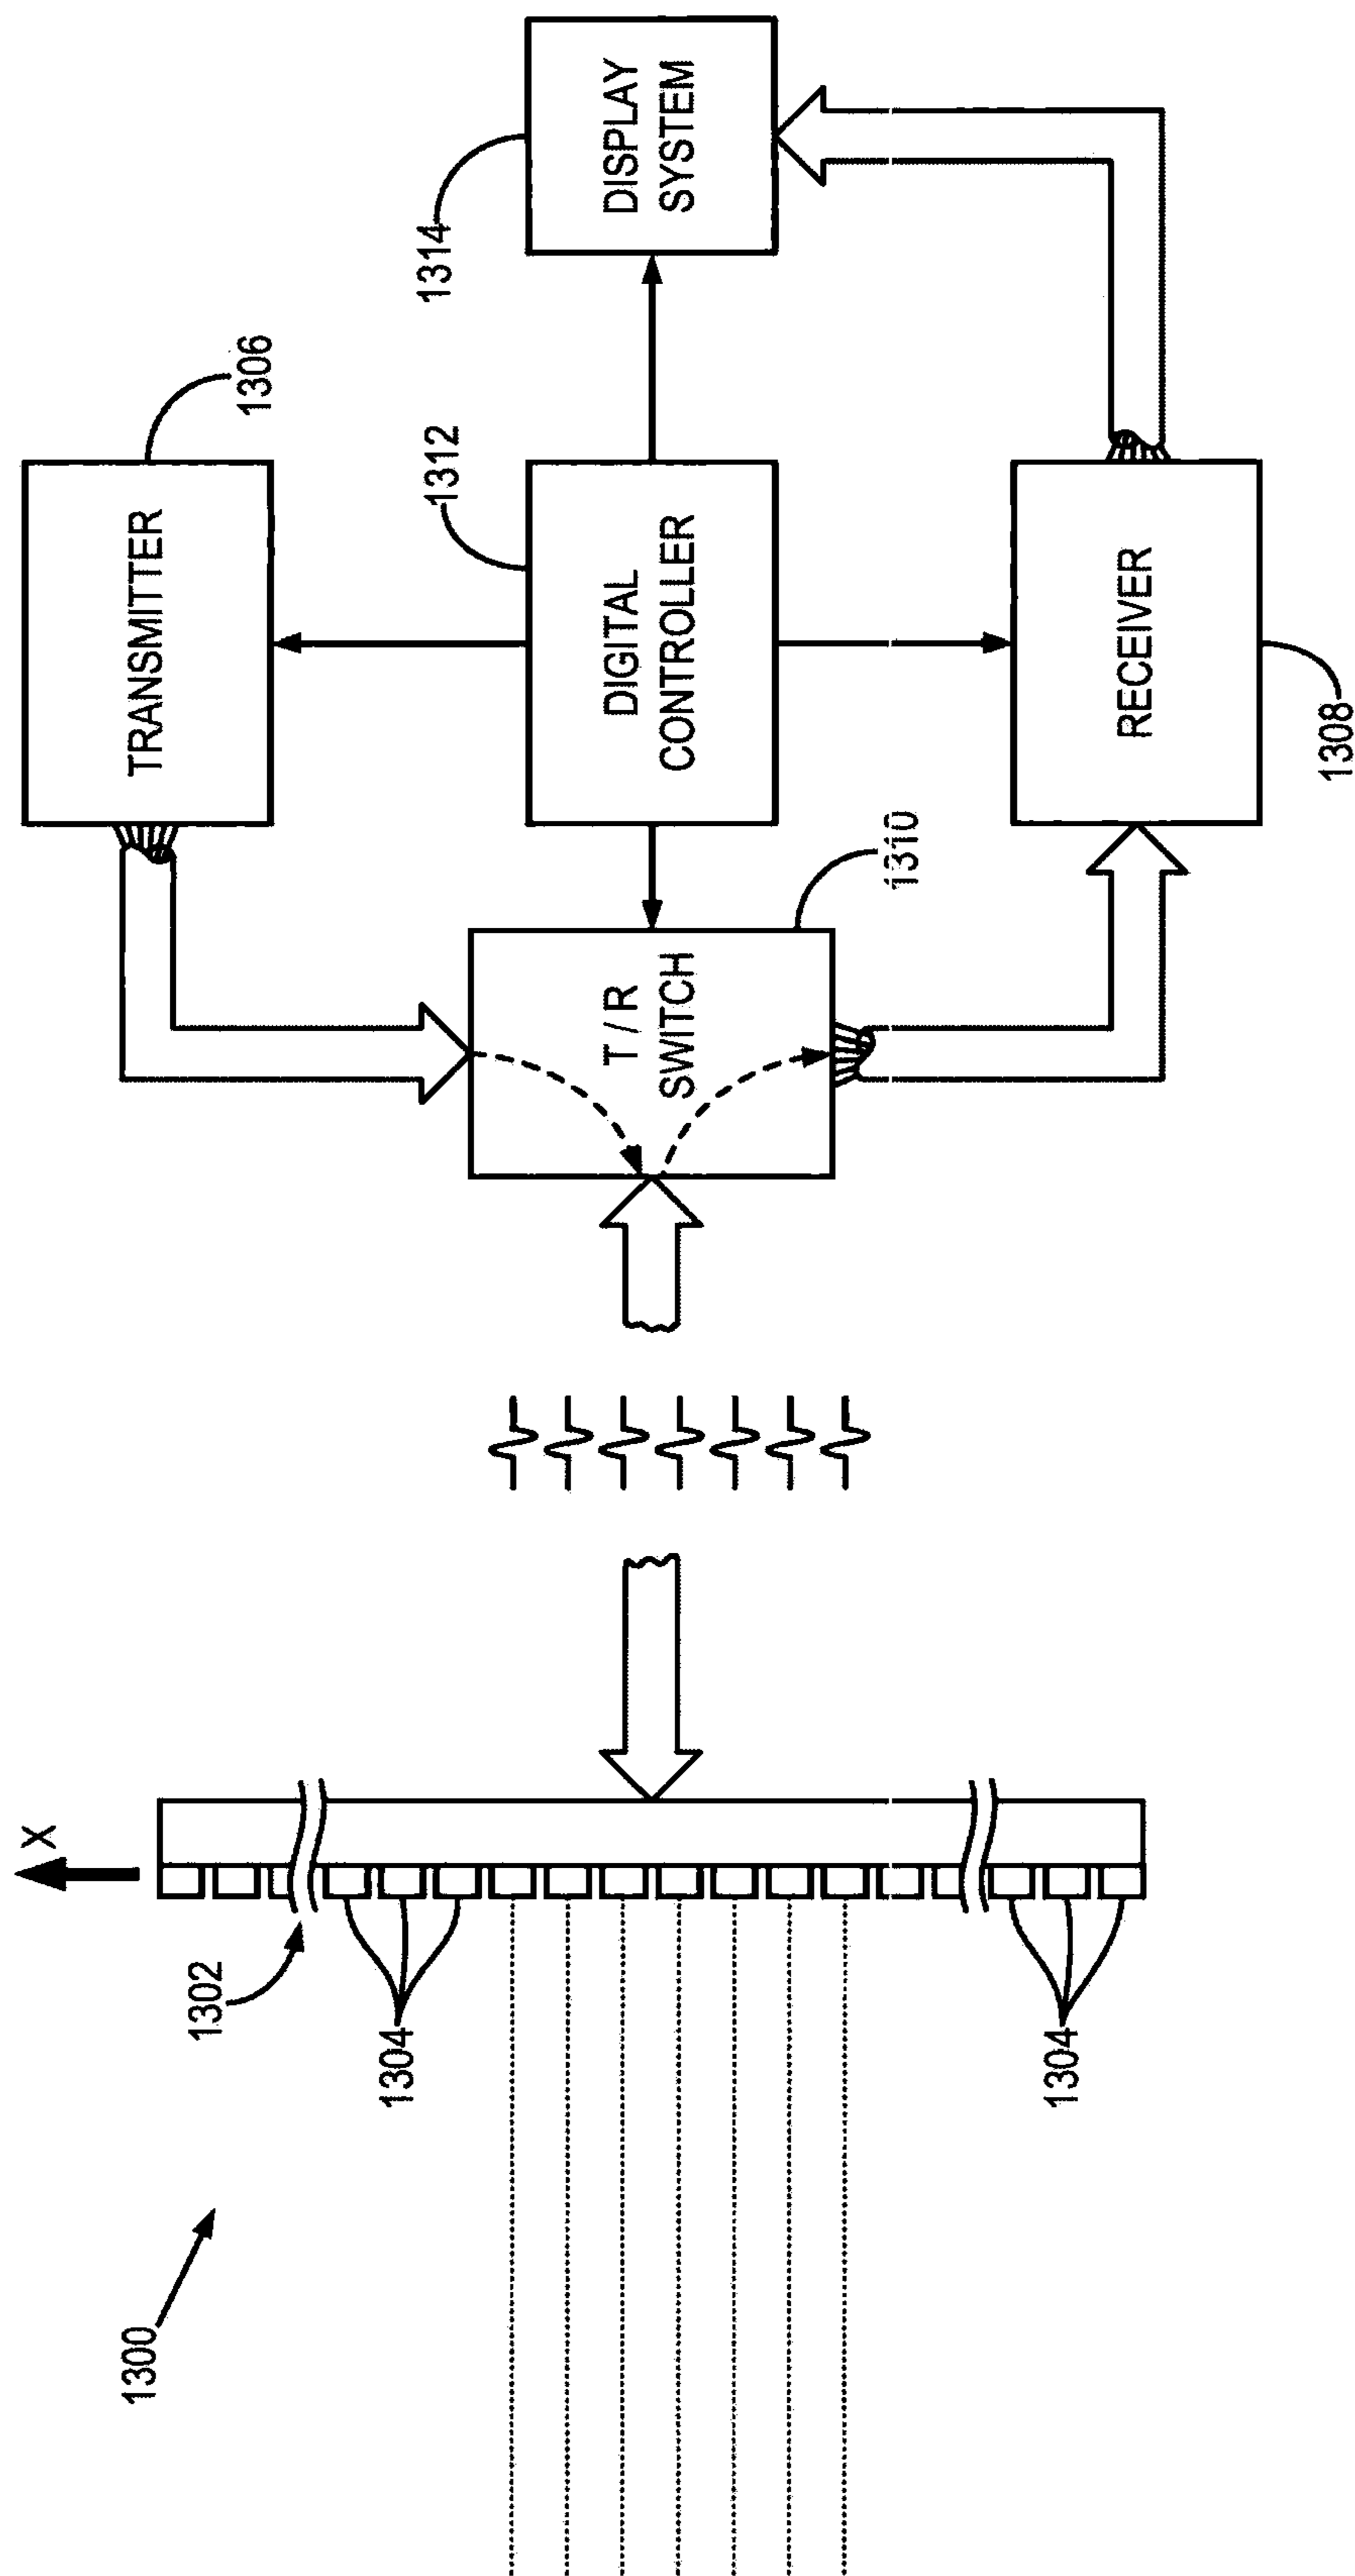 1300
X
1302
1304
1304
T / R
SWITCH
1310
TRANSMITTER
1306
DIGITAL
CONTROLLER
1312
RECEIVER
1308
DISPLAY
SYSTEM
1314